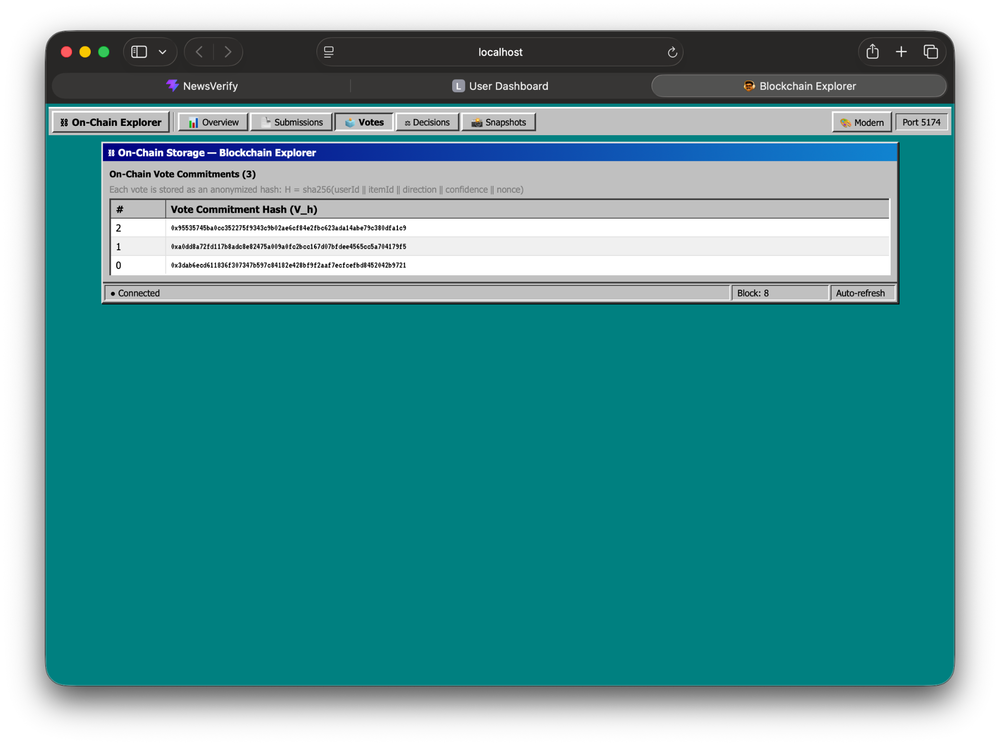 localhost
NewsVerify
L User Dashboard
Blockchain Explorer
On-Chain Explorer
Overview
Submissions
Votes
Decisions
Snapshots
Modern
Port 5174
On-Chain Storage — Blockchain Explorer
On-Chain Vote Commitments (3)
Each vote is stored as an anonymized hash: H = sha256(userId || itemId || direction || confidence || nonce)
# Vote Commitment Hash (V_h)
2 0x95535745ba0cc352275f9343c9b02ae6cf84e2fbc623ada14abe79c380dfa1c9
1 0xa0dd8a72fd117b8adc8e82475a009a0fc2bcc167d07bfdee4565cc5a704179f5
0 0x3dab6ecd611836f307347b597c84182e428bf9f2aaf7ecfcefbd8452042b9721
● Connected
Block: 8
Auto-refresh